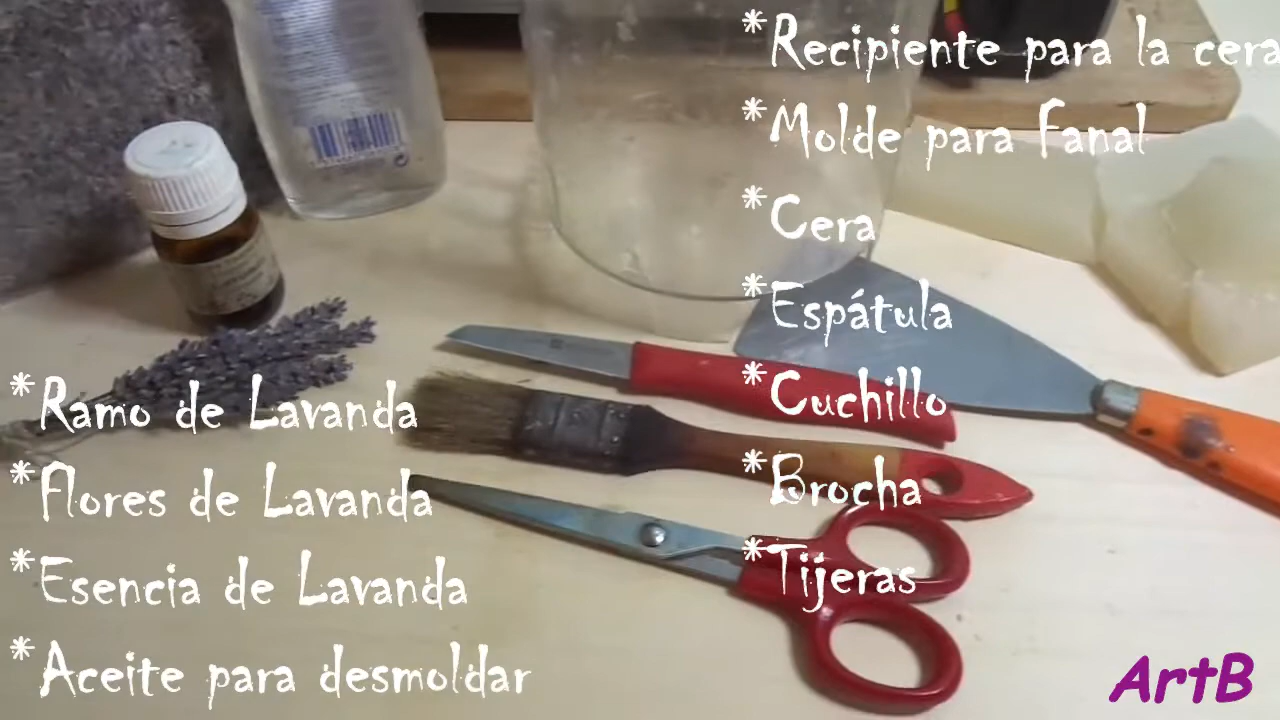 *Recipiente para la cera
*Molde para Fanal
*Cera
*Espátula
*Cuchillo
*Brocha
*Tijeras
*Ramo de Lavanda
*Flores de Lavanda
*Esencia de Lavanda
*Aceite para desmoldar
ArtB